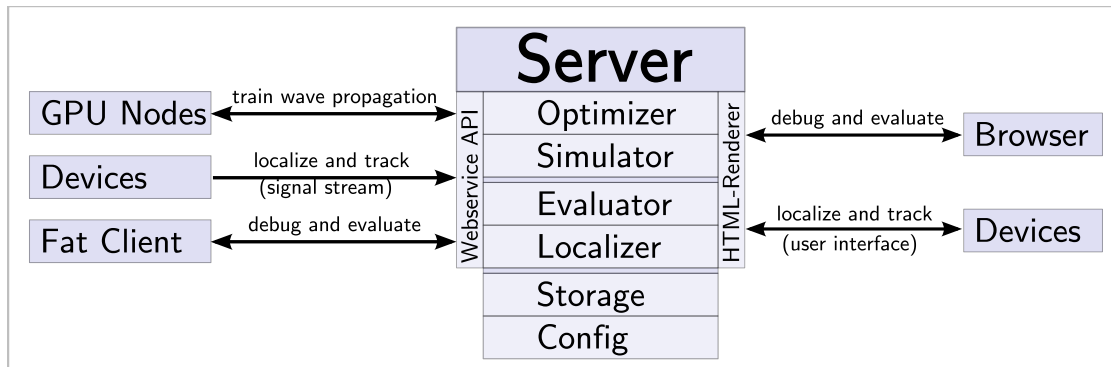 Server
GPU Nodes
train wave propagation
Devices
localize and track
(signal stream)
Fat Client
debug and evaluate
Webservice API
Optimizer
Simulator
Evaluator
Localizer
Storage
Config
HTML-Renderer
debug and evaluate
Browser
localize and track
(user interface)
Devices